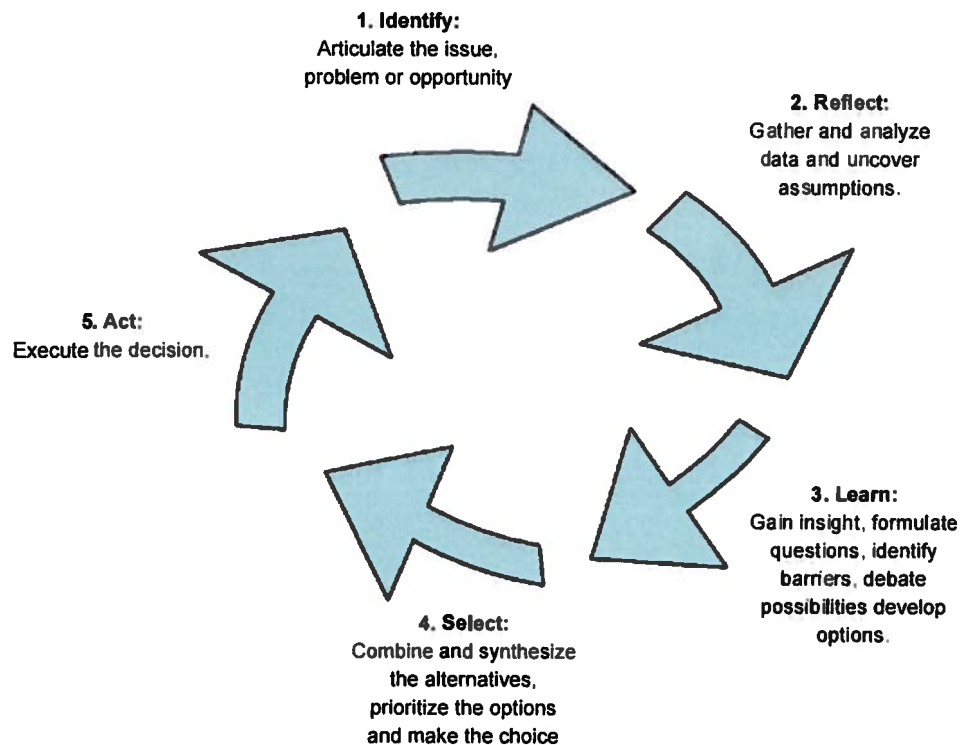 1. Identify:
Articulate the issue,
problem or opportunity
2. Reflect:
Gather and analyze
data and uncover
assumptions.
3. Learn:
Gain insight, formulate
questions, identify
barriers, debate
possibilities develop
options.
4. Select:
Combine and synthesize
the alternatives,
prioritize the options
and make the choice
5. Act:
Execute the decision.